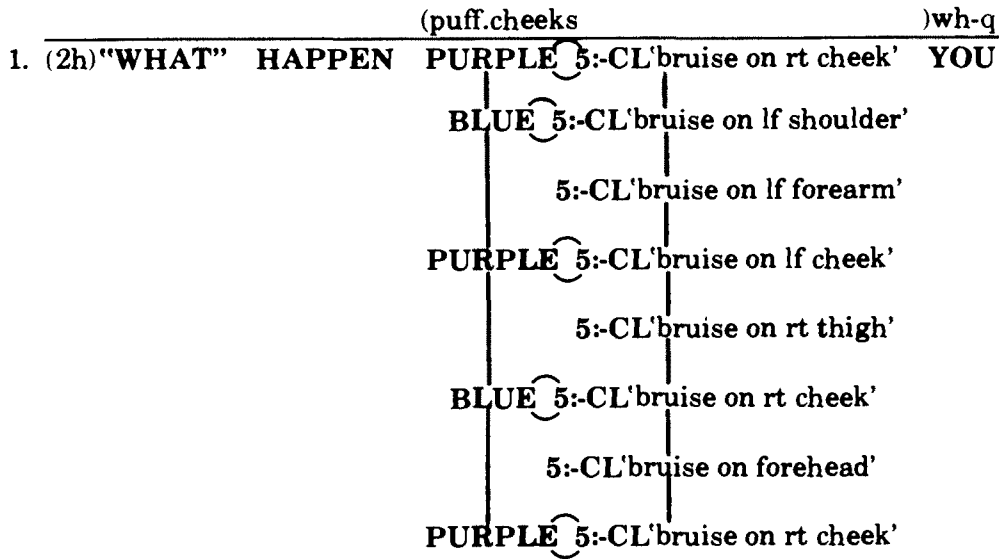 (puff.cheeks )wh-q
1. (2h)"WHAT" HAPPEN PURPLE 5:-CL'bruise on rt cheek' YOU
BLUE 5:-CL'bruise on lf shoulder'
5:-CL'bruise on lf forearm'
PURPLE 5:-CL'bruise on lf cheek'
5:-CL'bruise on rt thigh'
BLUE 5:-CL'bruise on rt cheek'
5:-CL'bruise on forehead'
PURPLE 5:-CL'bruise on rt cheek'